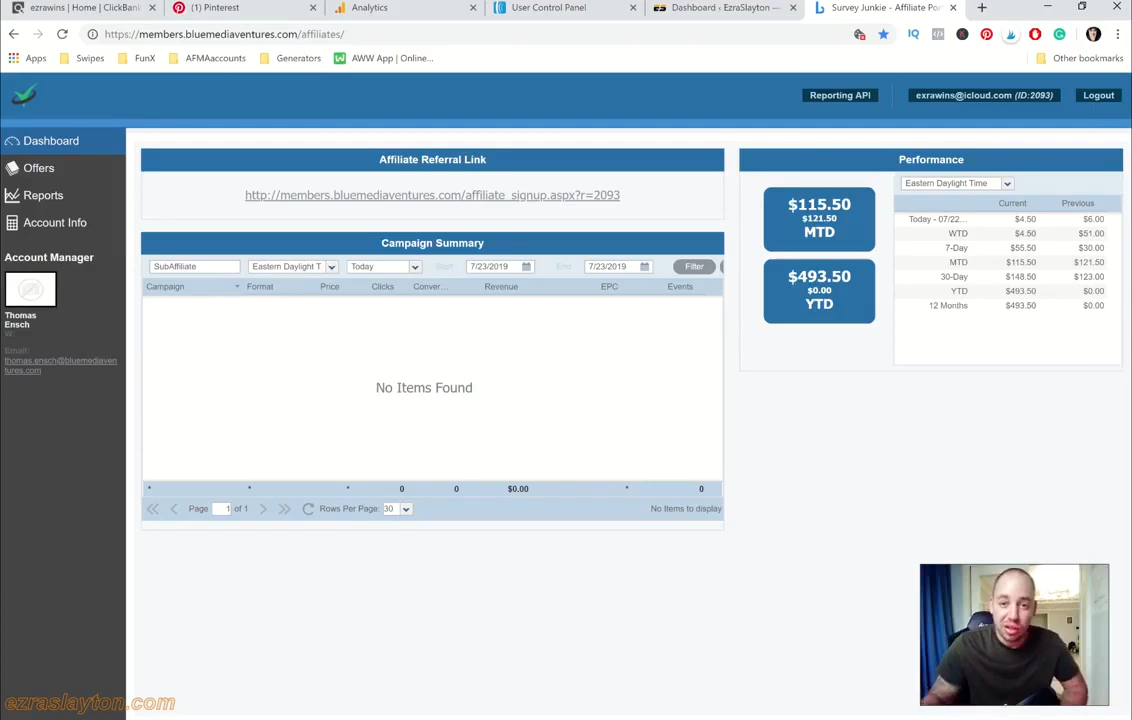 ezrawins | Home | ClickBan
(1) Pinterest
Analytics
User Control Panel
Dashboard ‹ EzraSlayton —
Survey Junkie - Affiliate Por
https://members.bluemediaventures.com/affiliates/
IQ
Apps
Swipes
FunX
AFMAaccounts
Generators
AWW App | Online...
Other bookmarks
Reporting API
exrawins@icloud.com (ID:2093)
Logout
Dashboard
Offers
Reports
Account Info
Account Manager
Thomas
Ensch
W:
Email:
thomas.ensch@bluemediaven
tures.com
Affiliate Referral Link
http://members.bluemediaventures.com/affiliate_signup.aspx?r=2093
Campaign Summary
SubAffiliate
Eastern Daylight T
Today
Start
7/23/2019
End
7/23/2019
Filter
Campaign Format Price Clicks Conver... Revenue EPC Events
No Items Found
* * * 0 0 $0.00 * 0
Page 1 of 1 Rows Per Page: 30 No Items to display
Performance
$115.50
$121.50
MTD
$493.50
$0.00
YTD
Eastern Daylight Time
Current Previous
Today - 07/22... $4.50 $6.00
WTD $4.50 $51.00
7-Day $55.50 $30.00
MTD $115.50 $121.50
30-Day $148.50 $123.00
YTD $493.50 $0.00
12 Months $493.50 $0.00
ezraslayton.com